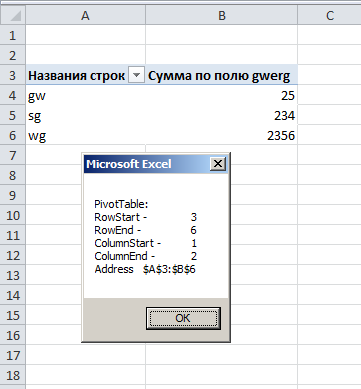 A B C
1
2
3 Названия строк Сумма по полю gwerg
4 gw 25
5 sg 234
6 wg 2356
7
8
9
10
11
12
13
14
15
16
17
18
Microsoft Excel
PivotTable:
RowStart - 3
RowEnd - 6
ColumnStart - 1
ColumnEnd - 2
Address $A$3:$B$6
OK